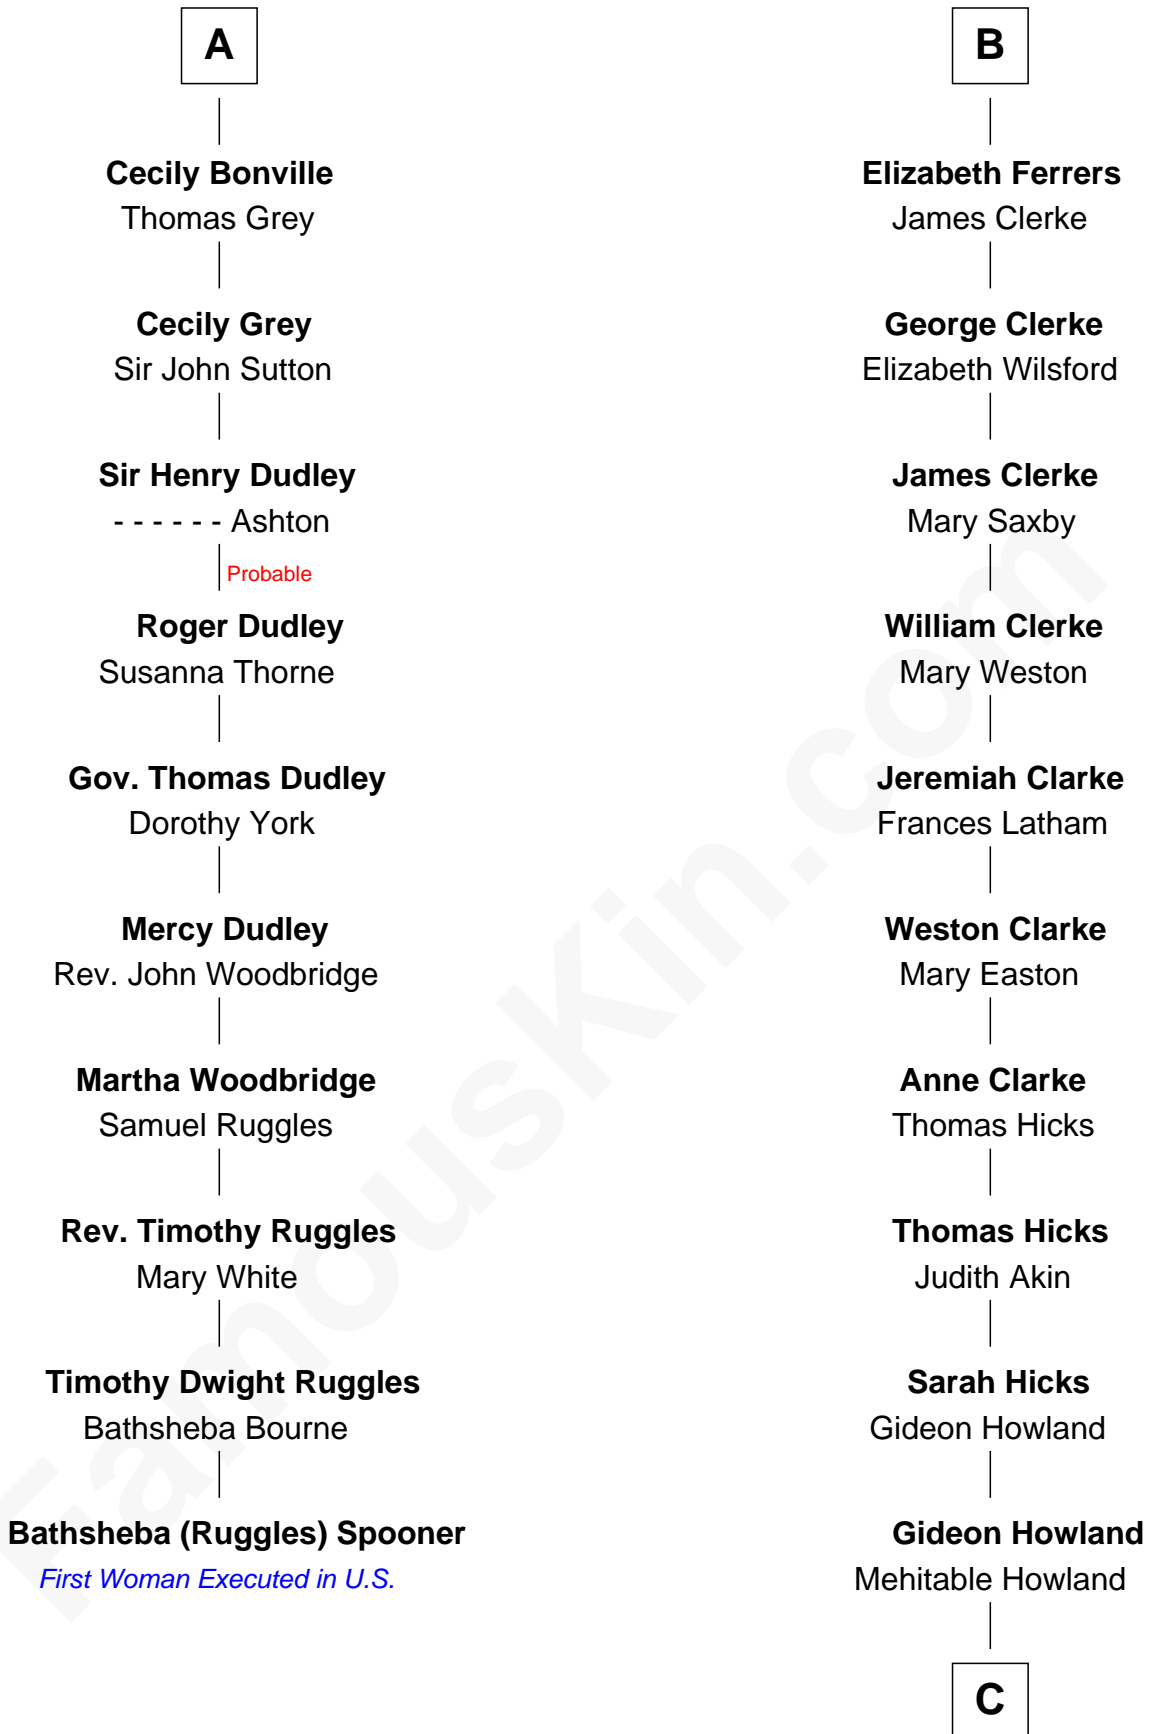 A
Cecily Bonville
Thomas Grey
Cecily Grey
Sir John Sutton
Sir Henry Dudley
- - - - - - Ashton
Probable
Roger Dudley
Susanna Thorne
Gov. Thomas Dudley
Dorothy York
Mercy Dudley
Rev. John Woodbridge
Martha Woodbridge
Samuel Ruggles
Rev. Timothy Ruggles
Mary White
Timothy Dwight Ruggles
Bathsheba Bourne
Bathsheba (Ruggles) Spooner
First Woman Executed in U.S.
B
Elizabeth Ferrers
James Clerke
George Clerke
Elizabeth Wilsford
James Clerke
Mary Saxby
William Clerke
Mary Weston
Jeremiah Clarke
Frances Latham
Weston Clarke
Mary Easton
Anne Clarke
Thomas Hicks
Thomas Hicks
Judith Akin
Sarah Hicks
Gideon Howland
Gideon Howland
Mehitable Howland
C
FamousKin.com